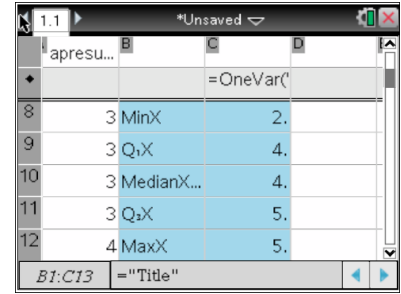 1.1 *Unsaved
apresu... B C D
=OneVar('
8 3 MinX 2.
9 3 Q₁X 4.
10 3 MedianX... 4.
11 3 Q₃X 5.
12 4 MaxX 5.
B1:C13 ="Title"